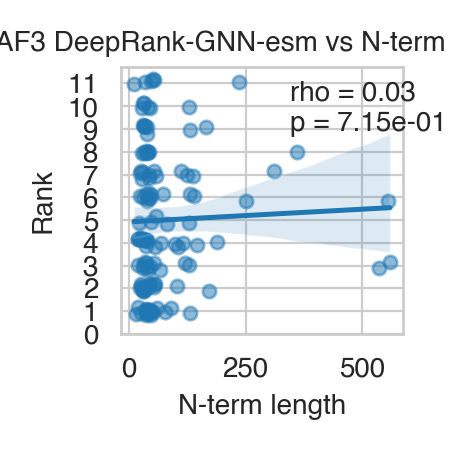 AF3 DeepRank-GNN-esm vs N-term
rho = 0.03
p = 7.15e-01
Rank
11
10
9
8
7
6
5
4
3
2
1
0
0 250 500
N-term length